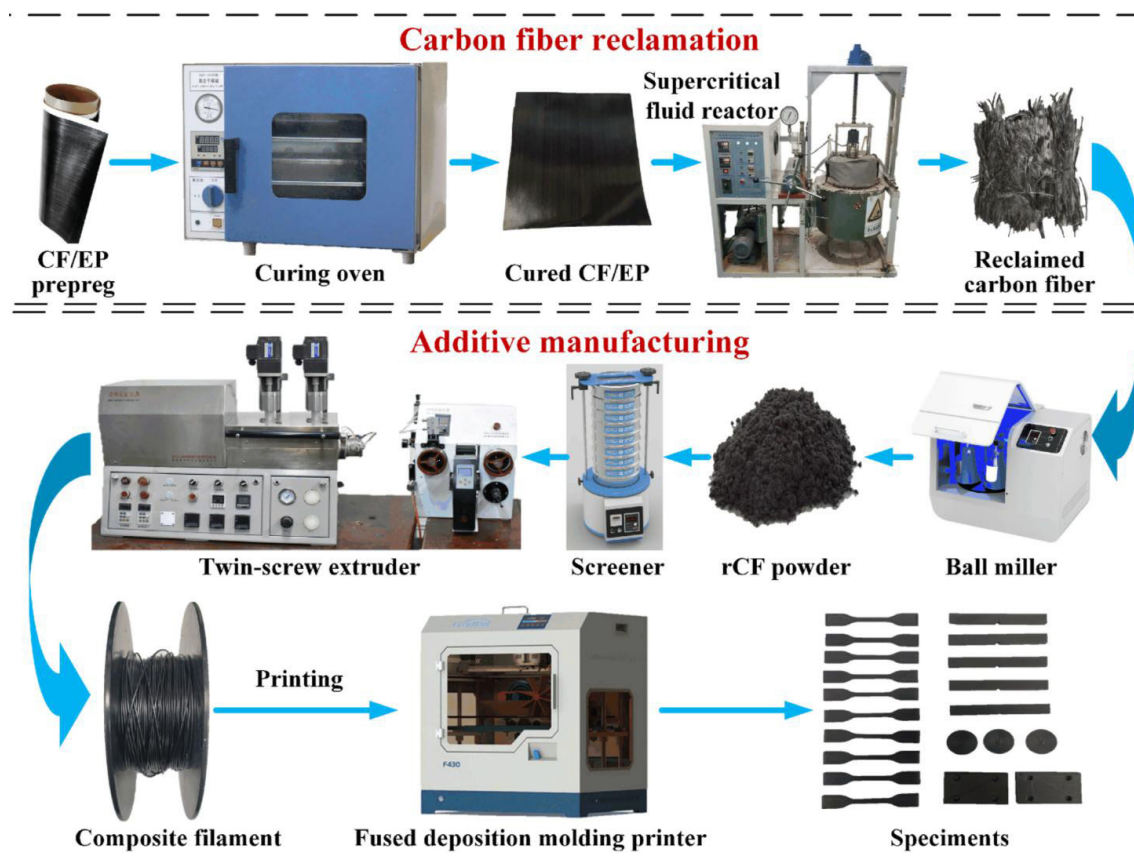 Carbon fiber reclamation
Supercritical
fluid reactor
CF/EP
prepreg
Curing oven
Cured CF/EP
Reclaimed
carbon fiber
Additive manufacturing
Twin-screw extruder
Screener
rCF powder
Ball miller
Printing
F430
Composite filament
Fused deposition molding printer
Speciments